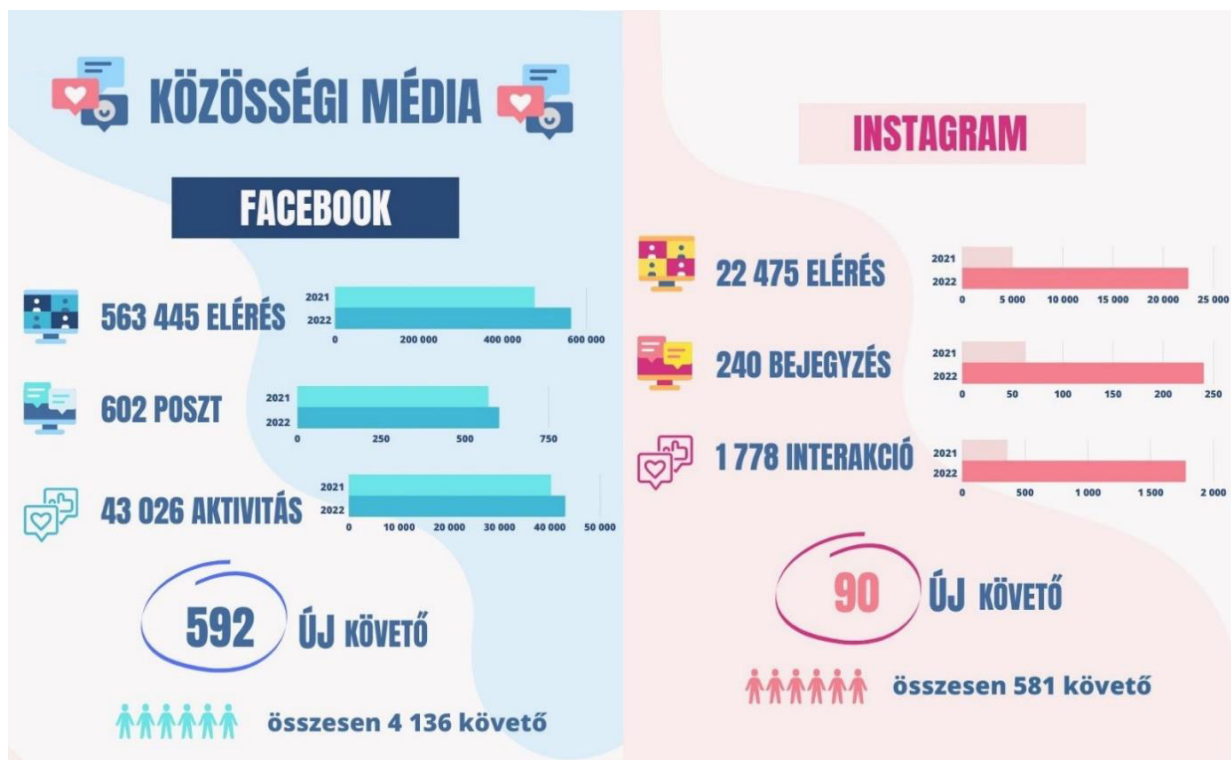 KÖZÖSSÉGI MÉDIA
FACEBOOK
563 445 ELÉRÉS
2021
2022
0 200 000 400 000 600 000
602 POSZT
2021
2022
0 250 500 750
43 026 AKTIVITÁS
2021
2022
0 10 000 20 000 30 000 40 000 50 000
592 ÚJ KÖVETŐ
összesen 4 136 követő
INSTAGRAM
22 475 ELÉRÉS
2021
2022
0 5 000 10 000 15 000 20 000 25 000
240 BEJEGYZÉS
2021
2022
0 50 100 150 200 250
1 778 INTERAKCIÓ
2021
2022
0 500 1 000 1 500 2 000
90 ÚJ KÖVETŐ
összesen 581 követő